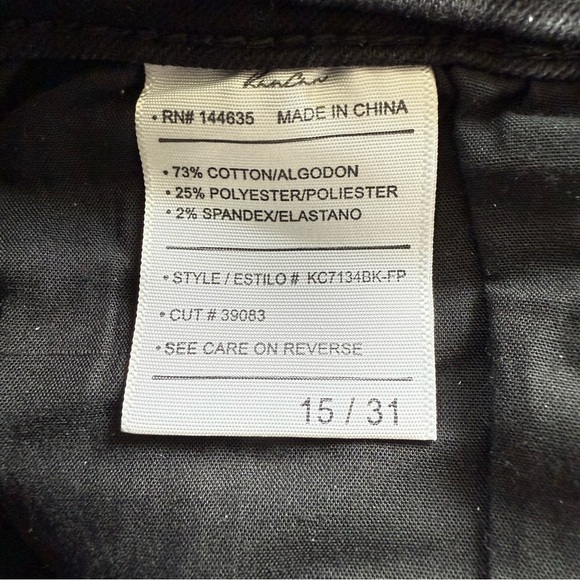 KanCan
• RN# 144635 MADE IN CHINA
• 73% COTTON/ALGODON
• 25% POLYESTER/POLIESTER
• 2% SPANDEX/ELASTANO
• STYLE / ESTILO # KC7134BK-FP
• CUT # 39083
• SEE CARE ON REVERSE
15 / 31